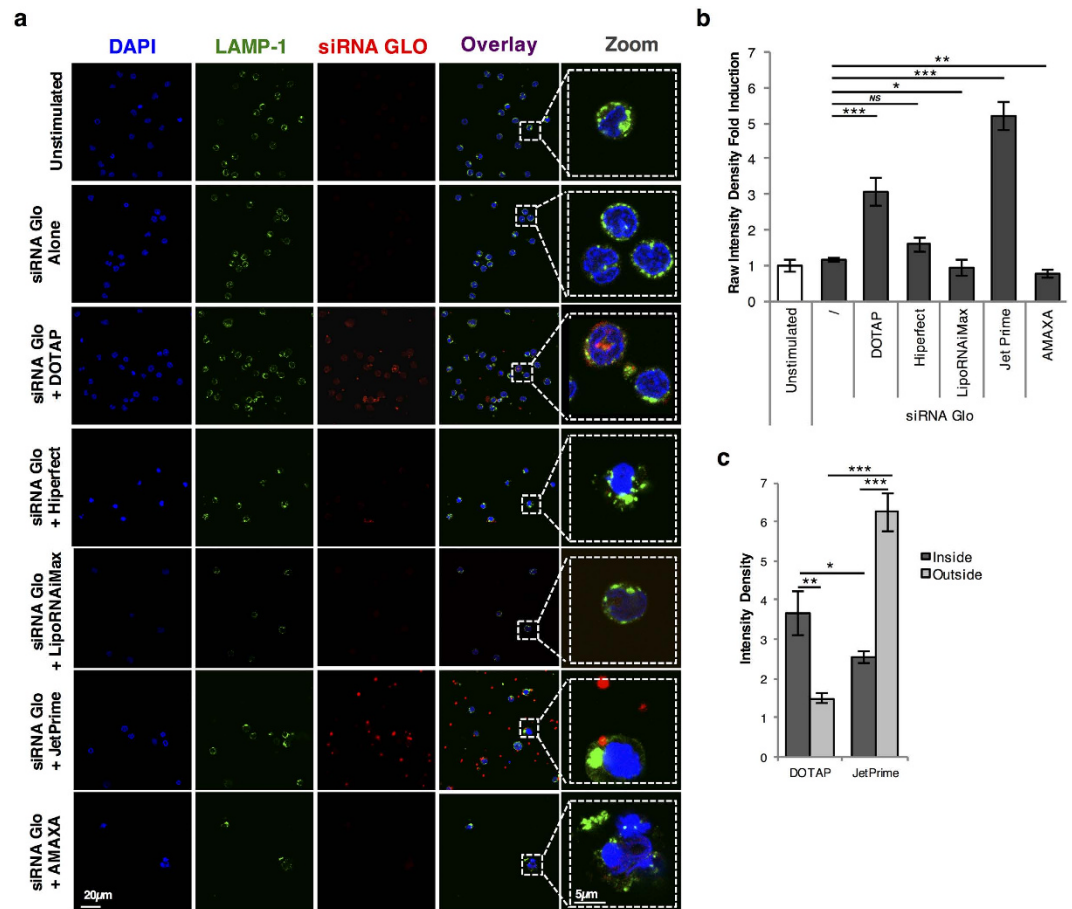 a
DAPI LAMP-1 siRNA GLO Overlay Zoom
Unstimulated
siRNA Glo
Alone
siRNA Glo
+ DOTAP
siRNA Glo
+ Hiperfect
siRNA Glo
+ LipoRNAiMax
siRNA Glo
+ JetPrime
siRNA Glo
+ AMAXA
20µm
5µm
b
Raw Intensity Density Fold Induction
7
6
5
4
3
2
1
0
**
***
*
NS
***
Unstimulated
/
DOTAP
Hiperfect
LipoRNAiMax
Jet Prime
AMAXA
siRNA Glo
c
Intensity Density
7
6
5
4
3
2
1
0
***
***
*
**
Inside
Outside
DOTAP JetPrime